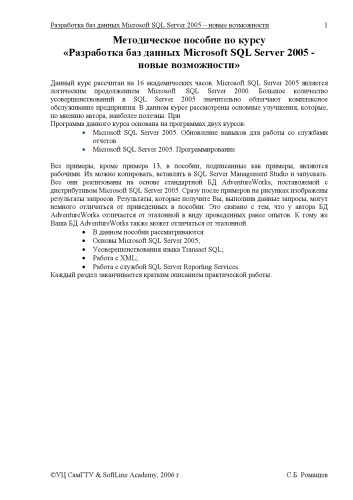 Разработка баз данных Microsoft SQL Server 2005 – новые возможности 1
Методическое пособие по курсу
«Разработка баз данных Microsoft SQL Server 2005 -
новые возможности»
Данный курс рассчитан на 16 академических часов. Microsoft SQL Server 2005 является
логическим продолжением Microsoft SQL Server 2000. Большое количество
усовершенствований в SQL Server 2005 значительно облегчают комплексное
обслуживание предприятия. В данном курсе рассмотрены основные улучшения, которые,
по мнению автора, наиболее полезны. При
Программа данного курса основана на программах двух курсов:
• Microsoft SQL Server 2005. Обновление навыков для работы со службами
отчетов
• Microsoft SQL Server 2005. Программирование
Все примеры, кроме примера 13, в пособии, подписанные как примеры, являются
рабочими. Их можно копировать, вставлять в SQL Server Management Studio и запускать.
Все они реализованы на основе стандартной БД AdventureWorks, поставляемой с
дистрибутивом Microsoft SQL Server 2005. Сразу после примеров на рисунках изображены
результаты запросов. Результаты, которые получите Вы, выполнив данные запросы, могут
немного отличаться от приведенных в пособии. Это связано с тем, что у автора БД
AdventureWorks отличается от эталонной в виду проведенных ранее опытов. К тому же
Ваша БД AdventureWorks также может отличаться от эталонной.
• В данном пособии рассматриваются:
• Основы Microsoft SQL Server 2005;
• Усовершенствования языка Transact SQL;
• Работа с XML;
• Работа с службой SQL Server Reporting Services.
Каждый раздел заканчивается кратким описанием практической работы.
©УЦ СамГТУ & SoftLine Academy, 2006 г. С.Б. Ромащев